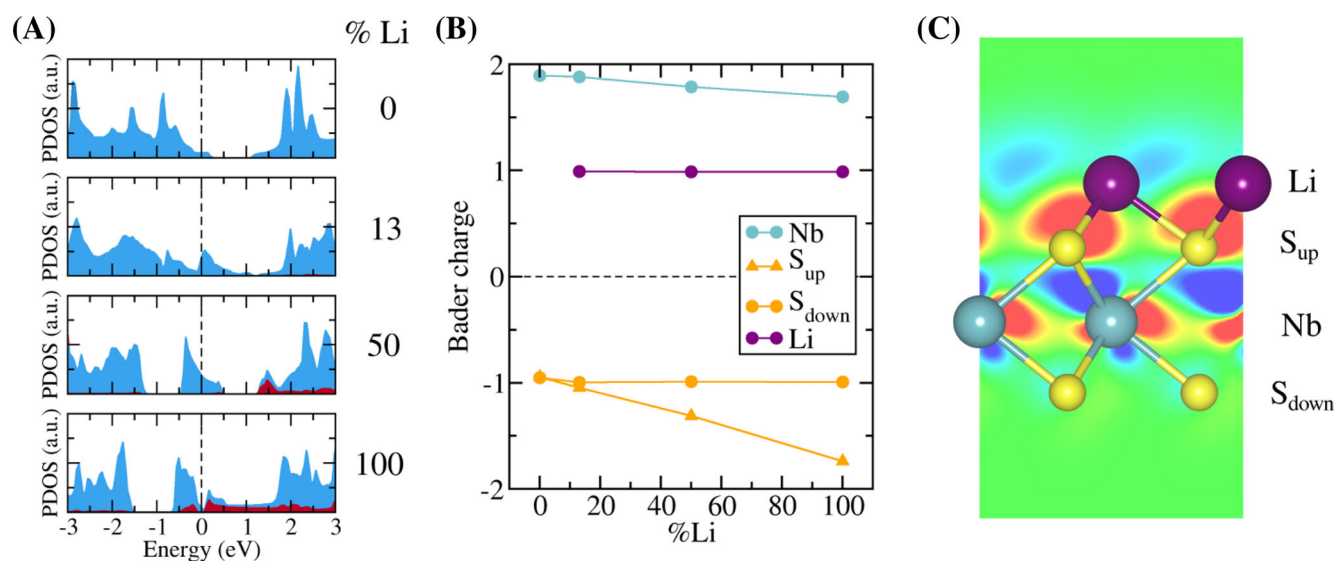 (A)
% Li
PDOS (a.u.)
0
PDOS (a.u.)
13
PDOS (a.u.)
50
PDOS (a.u.)
100
-3 -2 -1 0 1 2 3
Energy (eV)
(B)
2
1
0
-1
-2
Bader charge
Nb
S_up
S_down
Li
0 20 40 60 80 100
%Li
(C)
Li
S_up
Nb
S_down